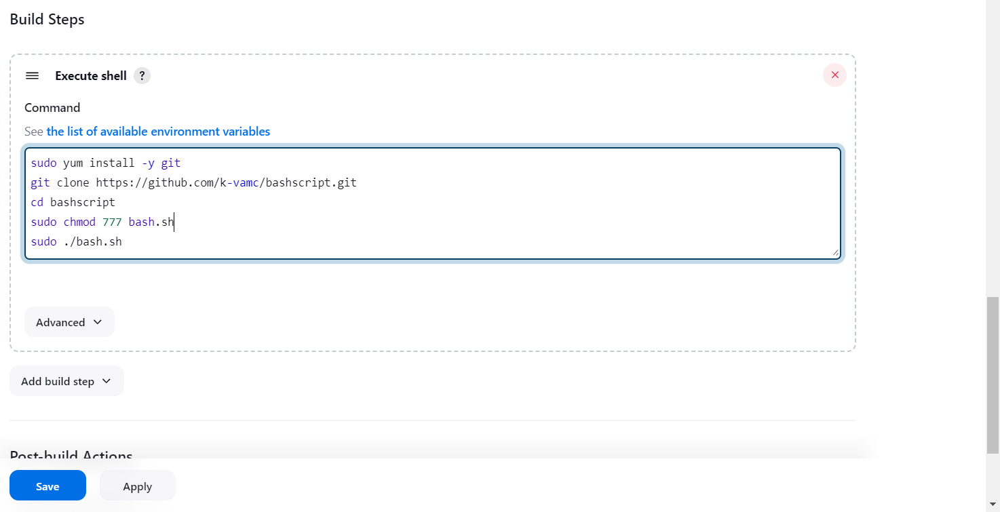 Build Steps
Execute shell ?
Command
See the list of available environment variables
sudo yum install -y git
git clone https://github.com/k-vamc/bashscript.git
cd bashscript
sudo chmod 777 bash.sh
sudo ./bash.sh
Advanced
Add build step
Post-build Actions
Save Apply